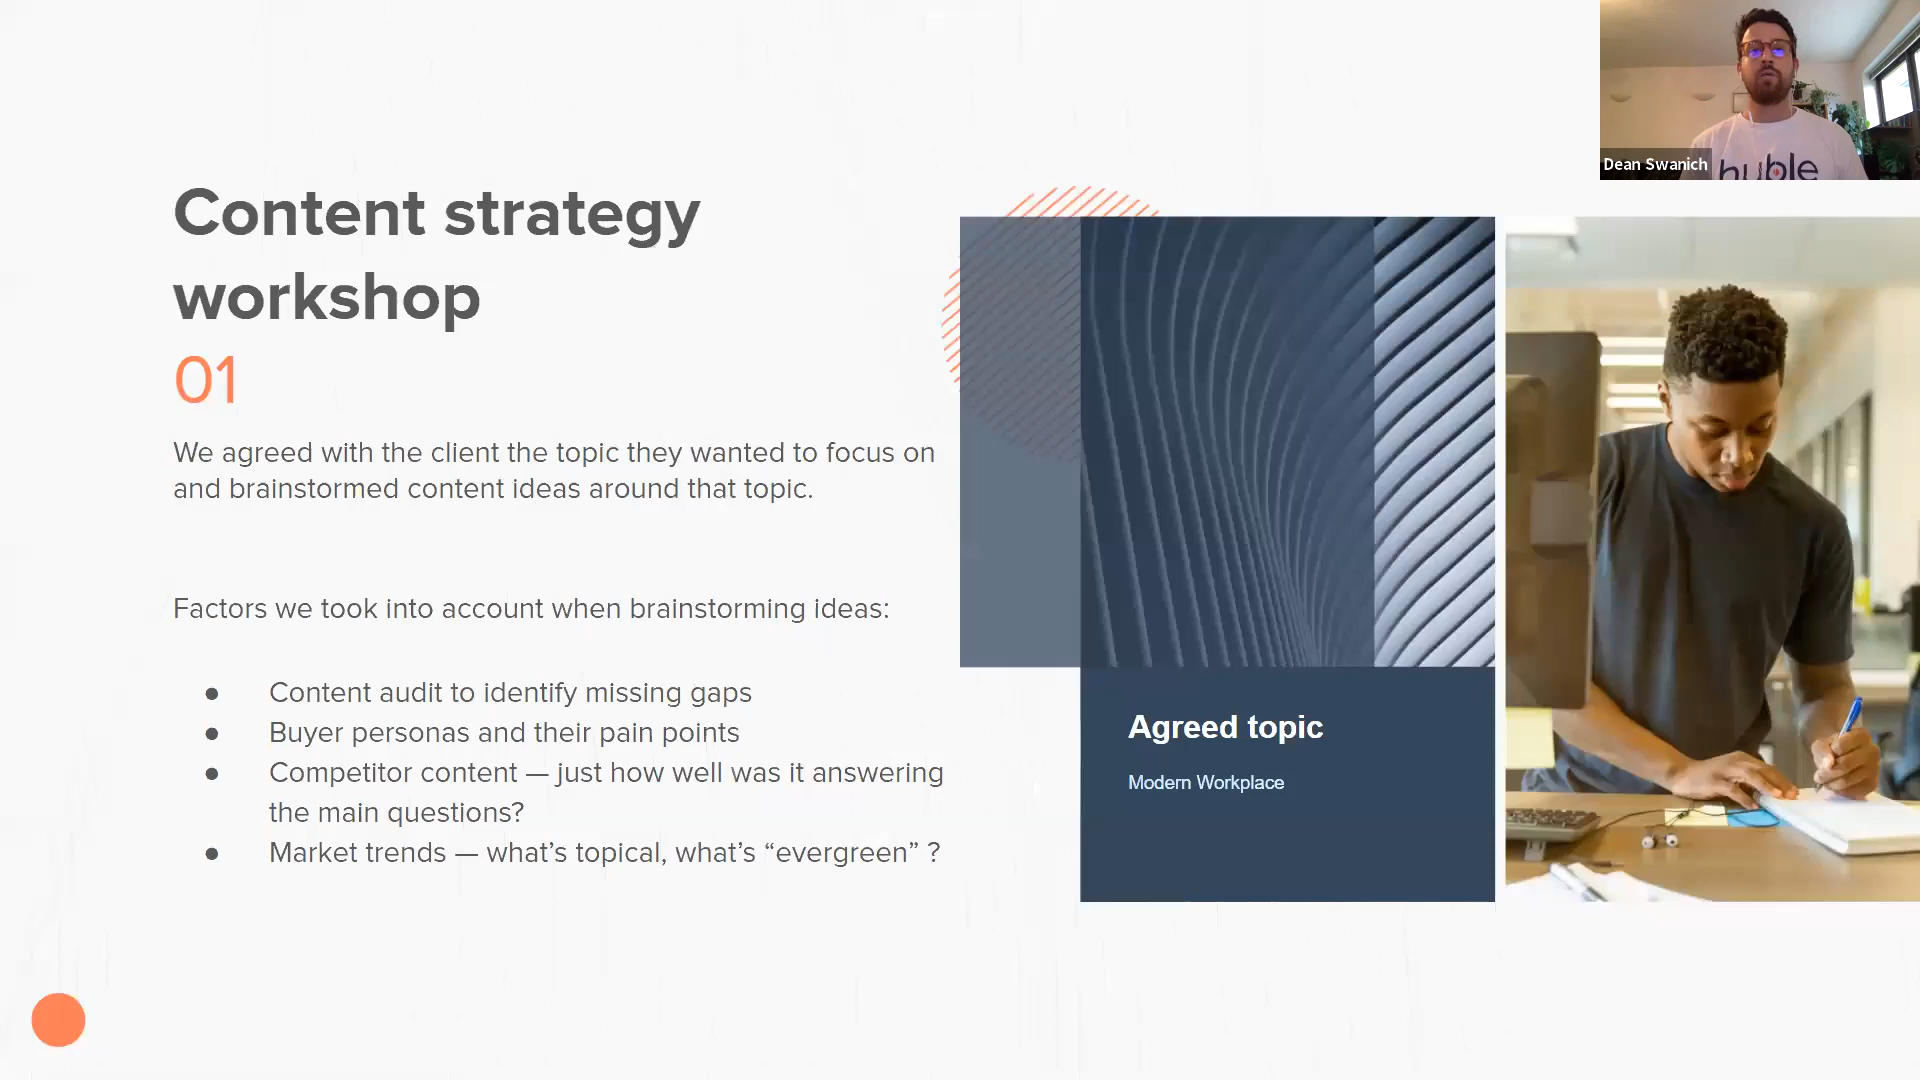 Dean Swanich
huble
Content strategy
workshop
01
We agreed with the client the topic they wanted to focus on
and brainstormed content ideas around that topic.
Factors we took into account when brainstorming ideas:
● Content audit to identify missing gaps
● Buyer personas and their pain points
● Competitor content — just how well was it answering
the main questions?
● Market trends — what’s topical, what’s “evergreen” ?
Agreed topic
Modern Workplace